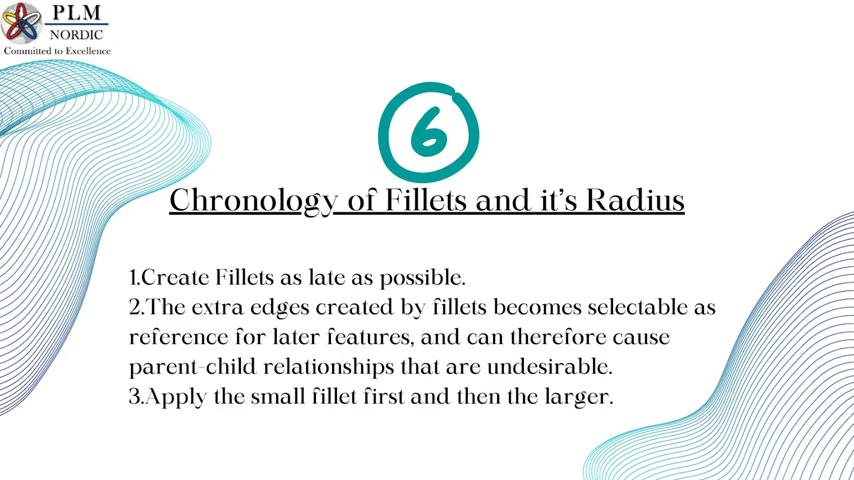 PLM
NORDIC
Committed to Excellence
6
Chronology of Fillets and it's Radius
1.Create Fillets as late as possible.
2.The extra edges created by fillets becomes selectable as
reference for later features, and can therefore cause
parent-child relationships that are undesirable.
3.Apply the small fillet first and then the larger.